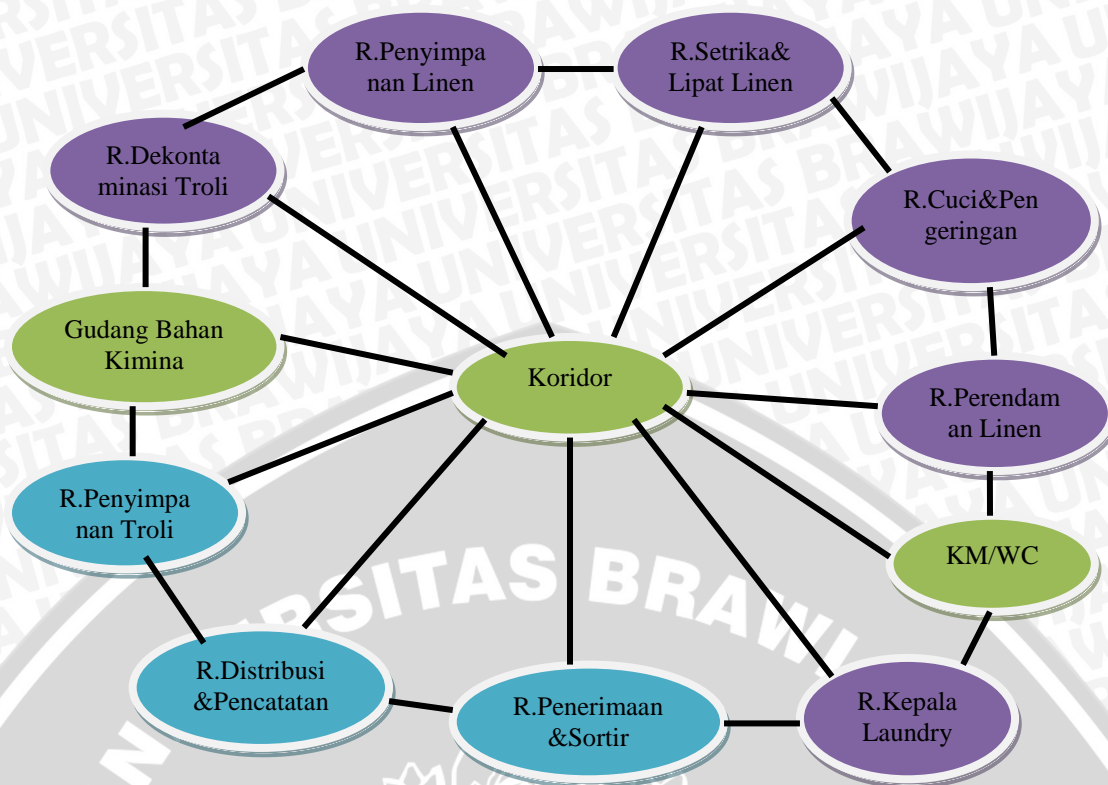 R.Penyimpa
nan Linen
R.Setrika&
Lipat Linen
R.Dekonta
minasi Troli
R.Cuci&Pen
geringan
Gudang Bahan
Kimina
Koridor
R.Perendam
an Linen
R.Penyimpa
nan Troli
KM/WC
R.Distribusi
&Pencatatan
R.Penerimaan
&Sortir
R.Kepala
Laundry